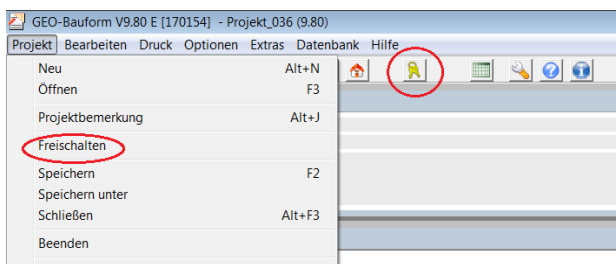 GEO-Bauform V9.80 E [170154] - Projekt_036 (9.80)
Projekt Bearbeiten Druck Optionen Extras Datenbank Hilfe
Neu Alt+N
Öffnen F3
Projektbemerkung Alt+J
Freischalten
Speichern F2
Speichern unter
Schließen Alt+F3
Beenden